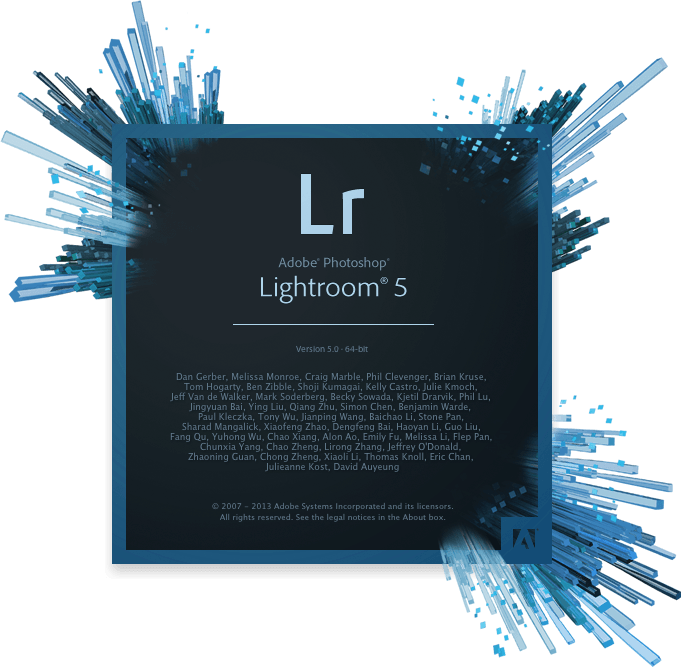 Lr
Adobe® Photoshop®
Lightroom® 5
Version 5.0 · 64-bit
Dan Gerber, Melissa Monroe, Craig Marble, Phil Clevenger, Brian Kruse,
Tom Hogarty, Ben Zibble, Shoji Kumagai, Kelly Castro, Julie Kmoch,
Jeff Van de Walker, Mark Soderberg, Becky Sowada, Kjetil Drarvik, Phil Lu,
Jingyuan Bai, Ying Liu, Qiang Zhu, Simon Chen, Benjamin Warde,
Paul Kleczka, Tony Wu, Jianping Wang, Baichao Li, Stone Pan,
Sharad Mangalick, Xiaofeng Zhao, Dengfeng Bai, Haoyan Li, Guo Liu,
Fang Qu, Yuhong Wu, Chao Xiang, Alon Ao, Emily Fu, Melissa Li, Flep Pan,
Chunxia Yang, Chao Zheng, Lirong Zhang, Jeffrey O'Donald,
Zhaoning Guan, Chong Zheng, Xiaoli Li, Thomas Knoll, Eric Chan,
Julieanne Kost, David Auyeung
© 2007 - 2013 Adobe Systems Incorporated and its licensors.
All rights reserved. See the legal notices in the About box.